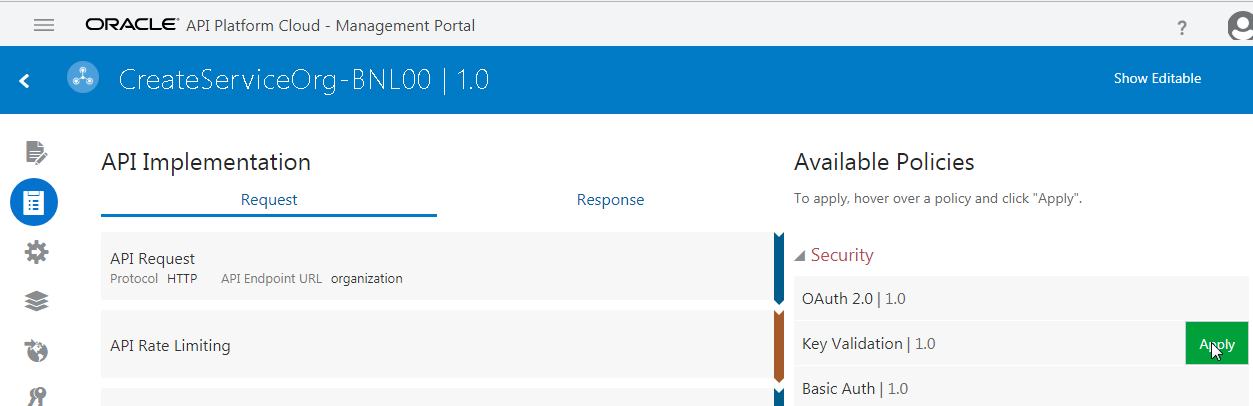 ORACLE® API Platform Cloud - Management Portal
?
CreateServiceOrg-BNL00 | 1.0
Show Editable
API Implementation
Request
Response
API Request
Protocol HTTP API Endpoint URL organization
API Rate Limiting
Available Policies
To apply, hover over a policy and click "Apply".
Security
OAuth 2.0 | 1.0
Key Validation | 1.0
Apply
Basic Auth | 1.0